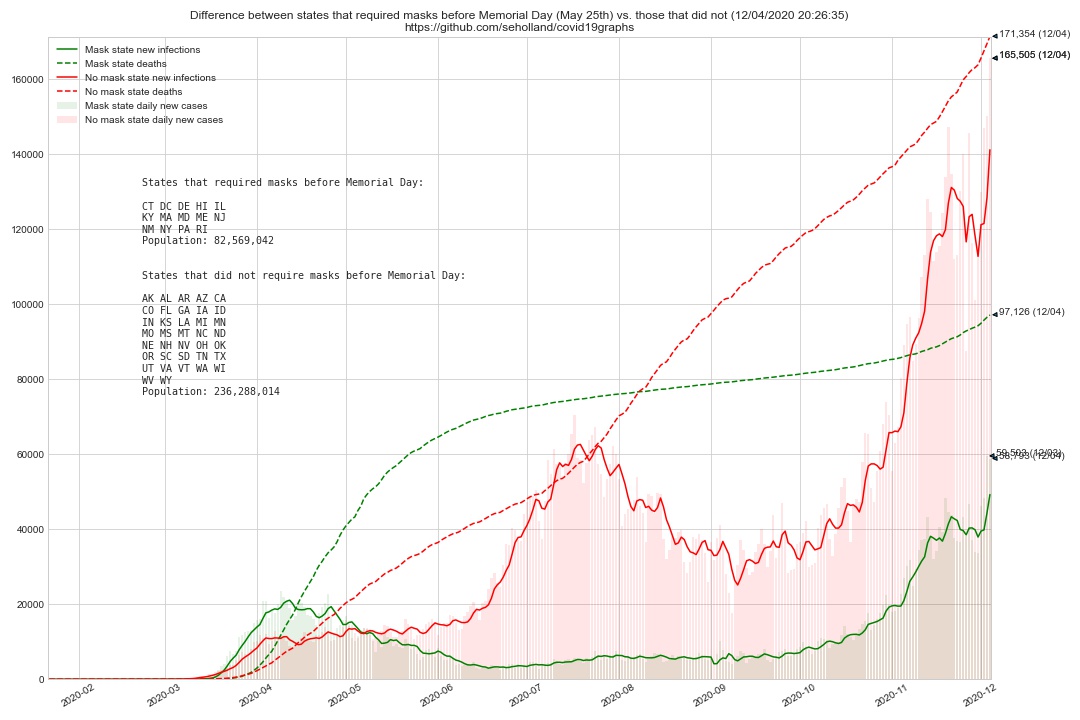 Difference between states that required masks before Memorial Day (May 25th) vs. those that did not (12/04/2020 20:26:35)
https://github.com/seholland/covid19graphs
Mask state new infections
Mask state deaths
No mask state new infections
No mask state deaths
Mask state daily new cases
No mask state daily new cases
171,354 (12/04)
165,505 (12/04)
160000
140000
120000
100000
80000
60000
40000
20000
0
States that required masks before Memorial Day:
CT DC DE HI IL
KY MA MD ME NJ
NM NY PA RI
Population: 82,569,042
States that did not require masks before Memorial Day:
AK AL AR AZ CA
CO FL GA IA ID
IN KS LA MI MN
MO MS MT NC ND
NE NH NV OH OK
OR SC SD TN TX
UT VA VT WA WI
WV WY
Population: 236,288,014
97,126 (12/04)
(12/04)
2020-02
2020-03
2020-04
2020-05
2020-06
2020-07
2020-08
2020-09
2020-10
2020-11
2020-12